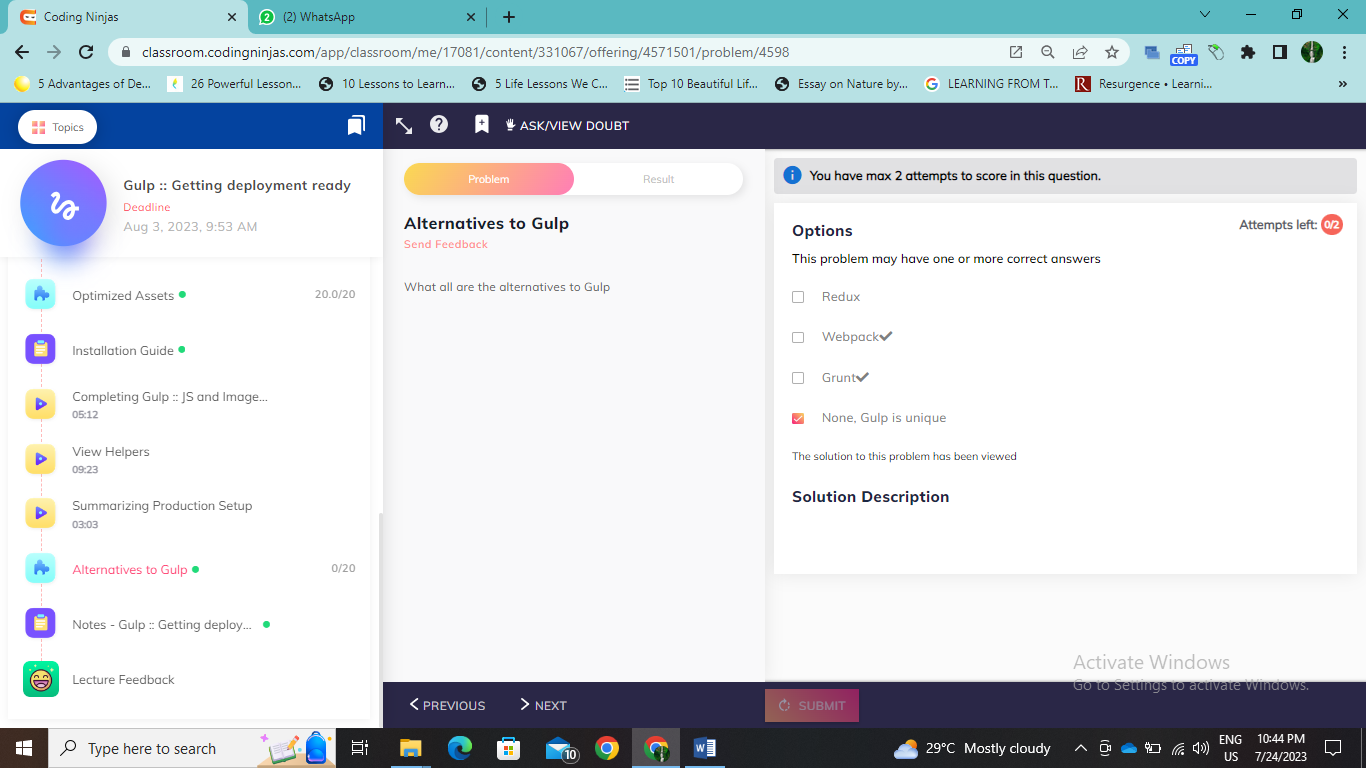 Coding Ninjas
2 (2) WhatsApp
classroom.codingninjas.com/app/classroom/me/17081/content/331067/offering/4571501/problem/4598
COPY
5 Advantages of De...
26 Powerful Lesson...
10 Lessons to Learn...
5 Life Lessons We C...
Top 10 Beautiful Lif...
Essay on Nature by...
LEARNING FROM T...
Resurgence • Learni...
»
Topics
ASK/VIEW DOUBT
Gulp :: Getting deployment ready
Deadline
Aug 3, 2023, 9:53 AM
Optimized Assets
20.0/20
Installation Guide
Completing Gulp :: JS and Image...
05:12
View Helpers
09:23
Summarizing Production Setup
03:03
Alternatives to Gulp
0/20
Notes - Gulp :: Getting deploy...
Lecture Feedback
Problem
Result
Alternatives to Gulp
Send Feedback
What all are the alternatives to Gulp
You have max 2 attempts to score in this question.
Options
Attempts left: 0/2
This problem may have one or more correct answers
Redux
Webpack✔
Grunt✔
None, Gulp is unique
The solution to this problem has been viewed
Solution Description
Activate Windows
Go to Settings to activate Windows.
PREVIOUS
NEXT
SUBMIT
Type here to search
10
29°C Mostly cloudy
ENG
US
10:44 PM
7/24/2023